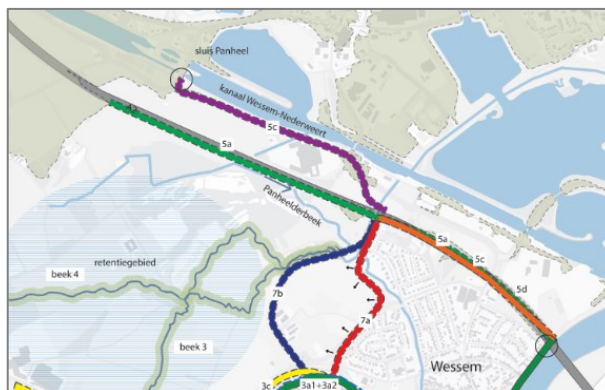 sluis Panheel
kanaal Wessem-Nederweert
5c
5a
Panheelderbeek
retentiegebied
beek 4
beek 3
7b
7a
5a
5c
5d
Wessem
3c
3a1+3a2